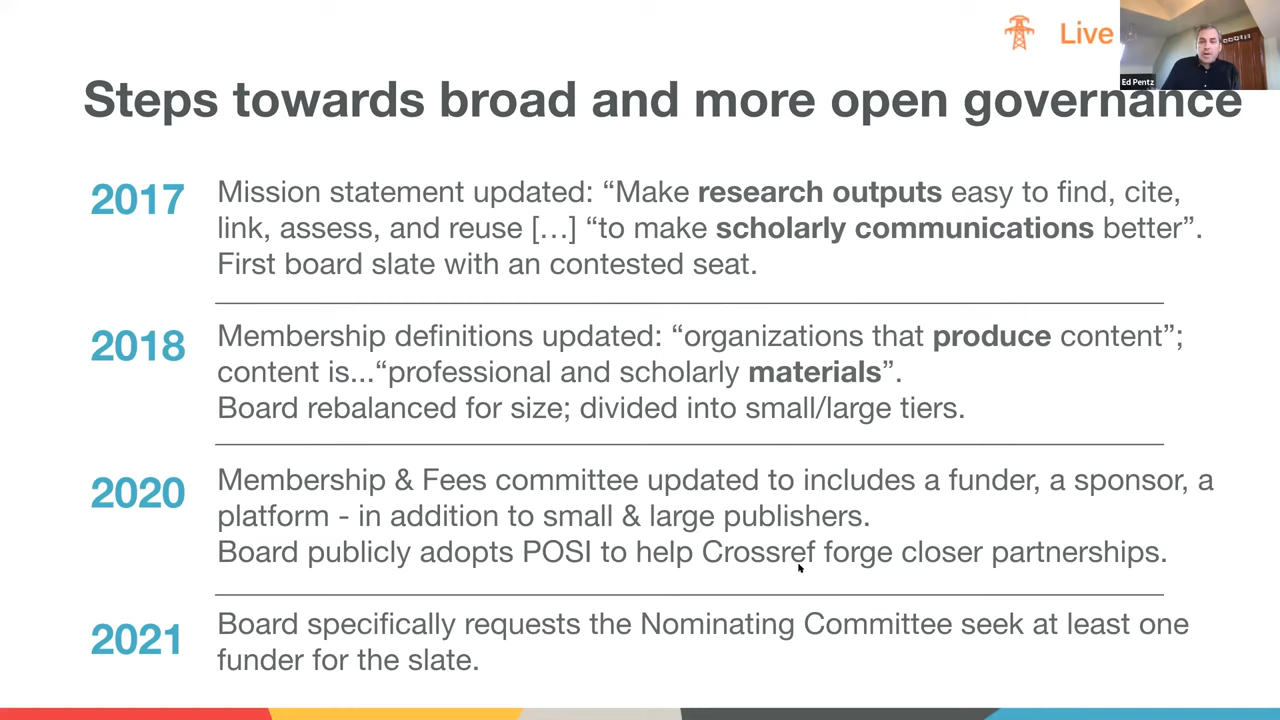 Live
Ed Pentz
Steps towards broad and more open governance
2017
Mission statement updated: “Make research outputs easy to find, cite,
link, assess, and reuse […] “to make scholarly communications better”.
First board slate with an contested seat.
2018
Membership definitions updated: “organizations that produce content”;
content is...“professional and scholarly materials”.
Board rebalanced for size; divided into small/large tiers.
2020
Membership & Fees committee updated to includes a funder, a sponsor, a
platform - in addition to small & large publishers.
Board publicly adopts POSI to help Crossref forge closer partnerships.
2021
Board specifically requests the Nominating Committee seek at least one
funder for the slate.